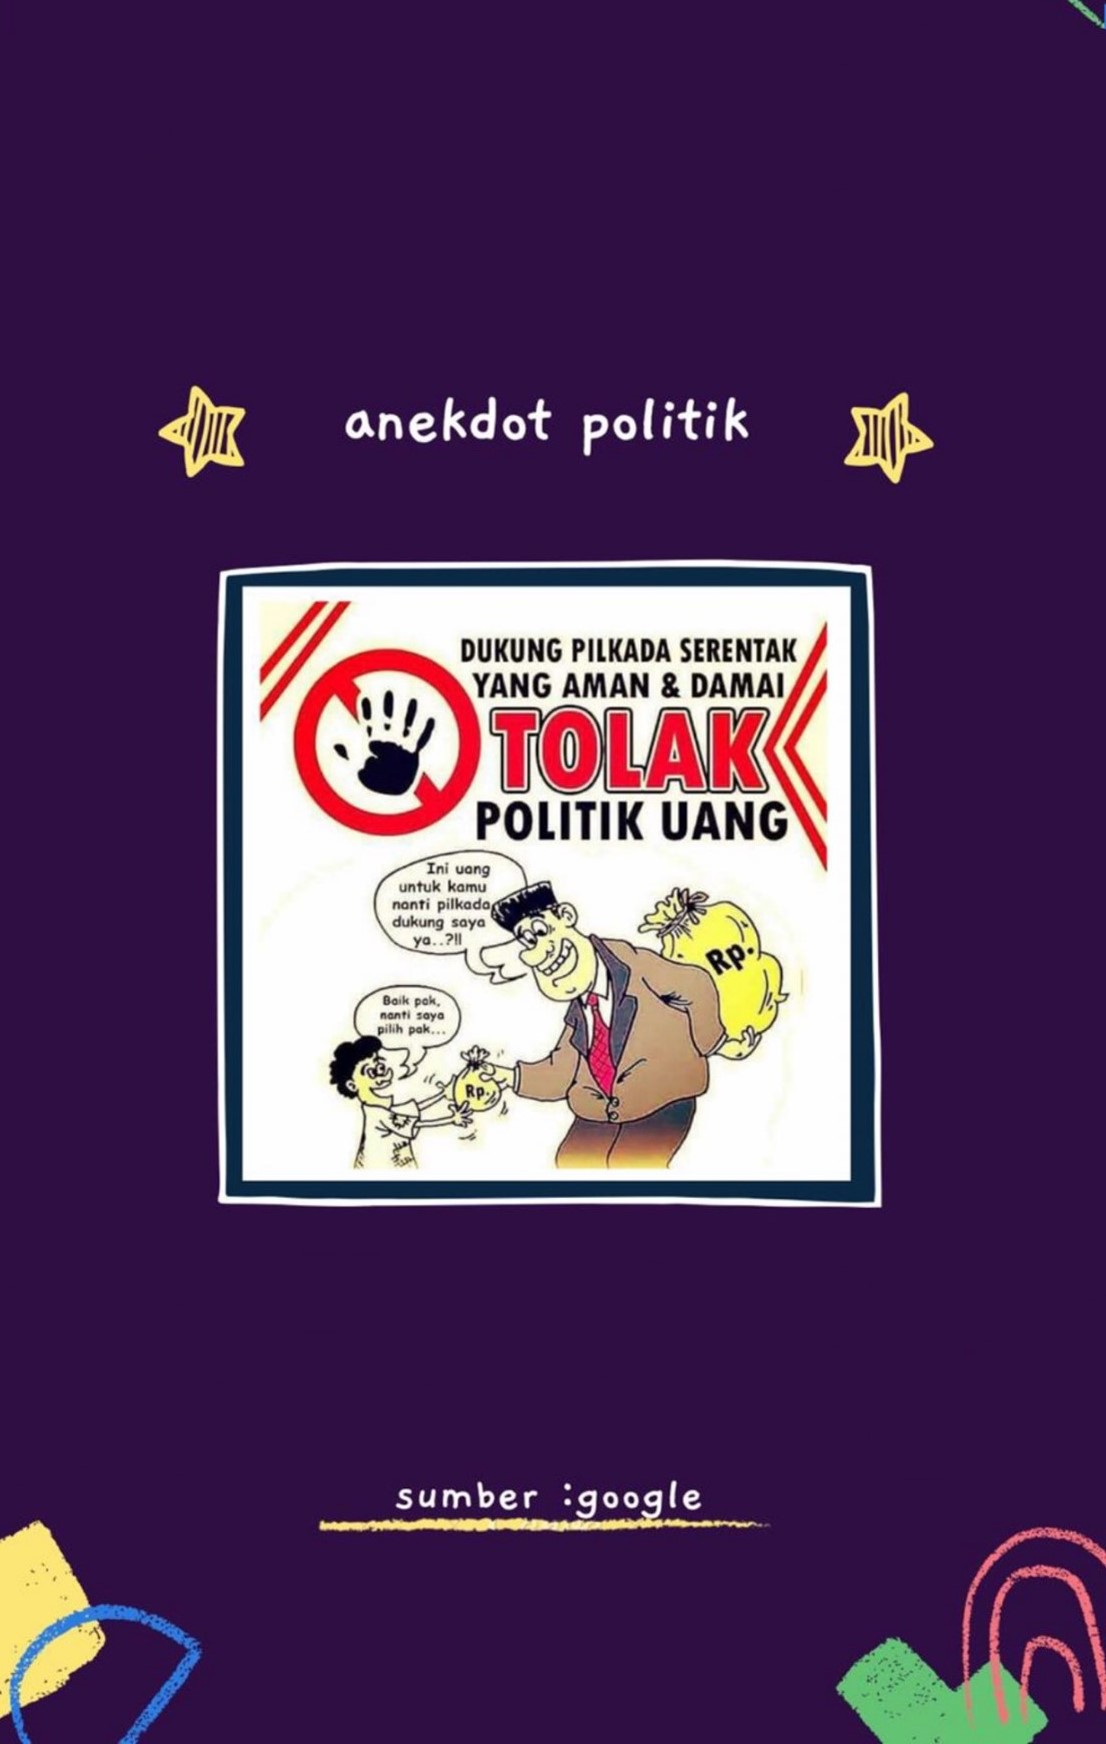 anekdot politik
DUKUNG PILKADA SERENTAK
YANG AMAN & DAMAI
TOLAK
POLITIK UANG
Ini uang
untuk kamu
nanti pilkada
dukung saya
ya..?!!
Rp.
Baik pak,
nanti saya
pilih pak...
Rp.
sumber :google